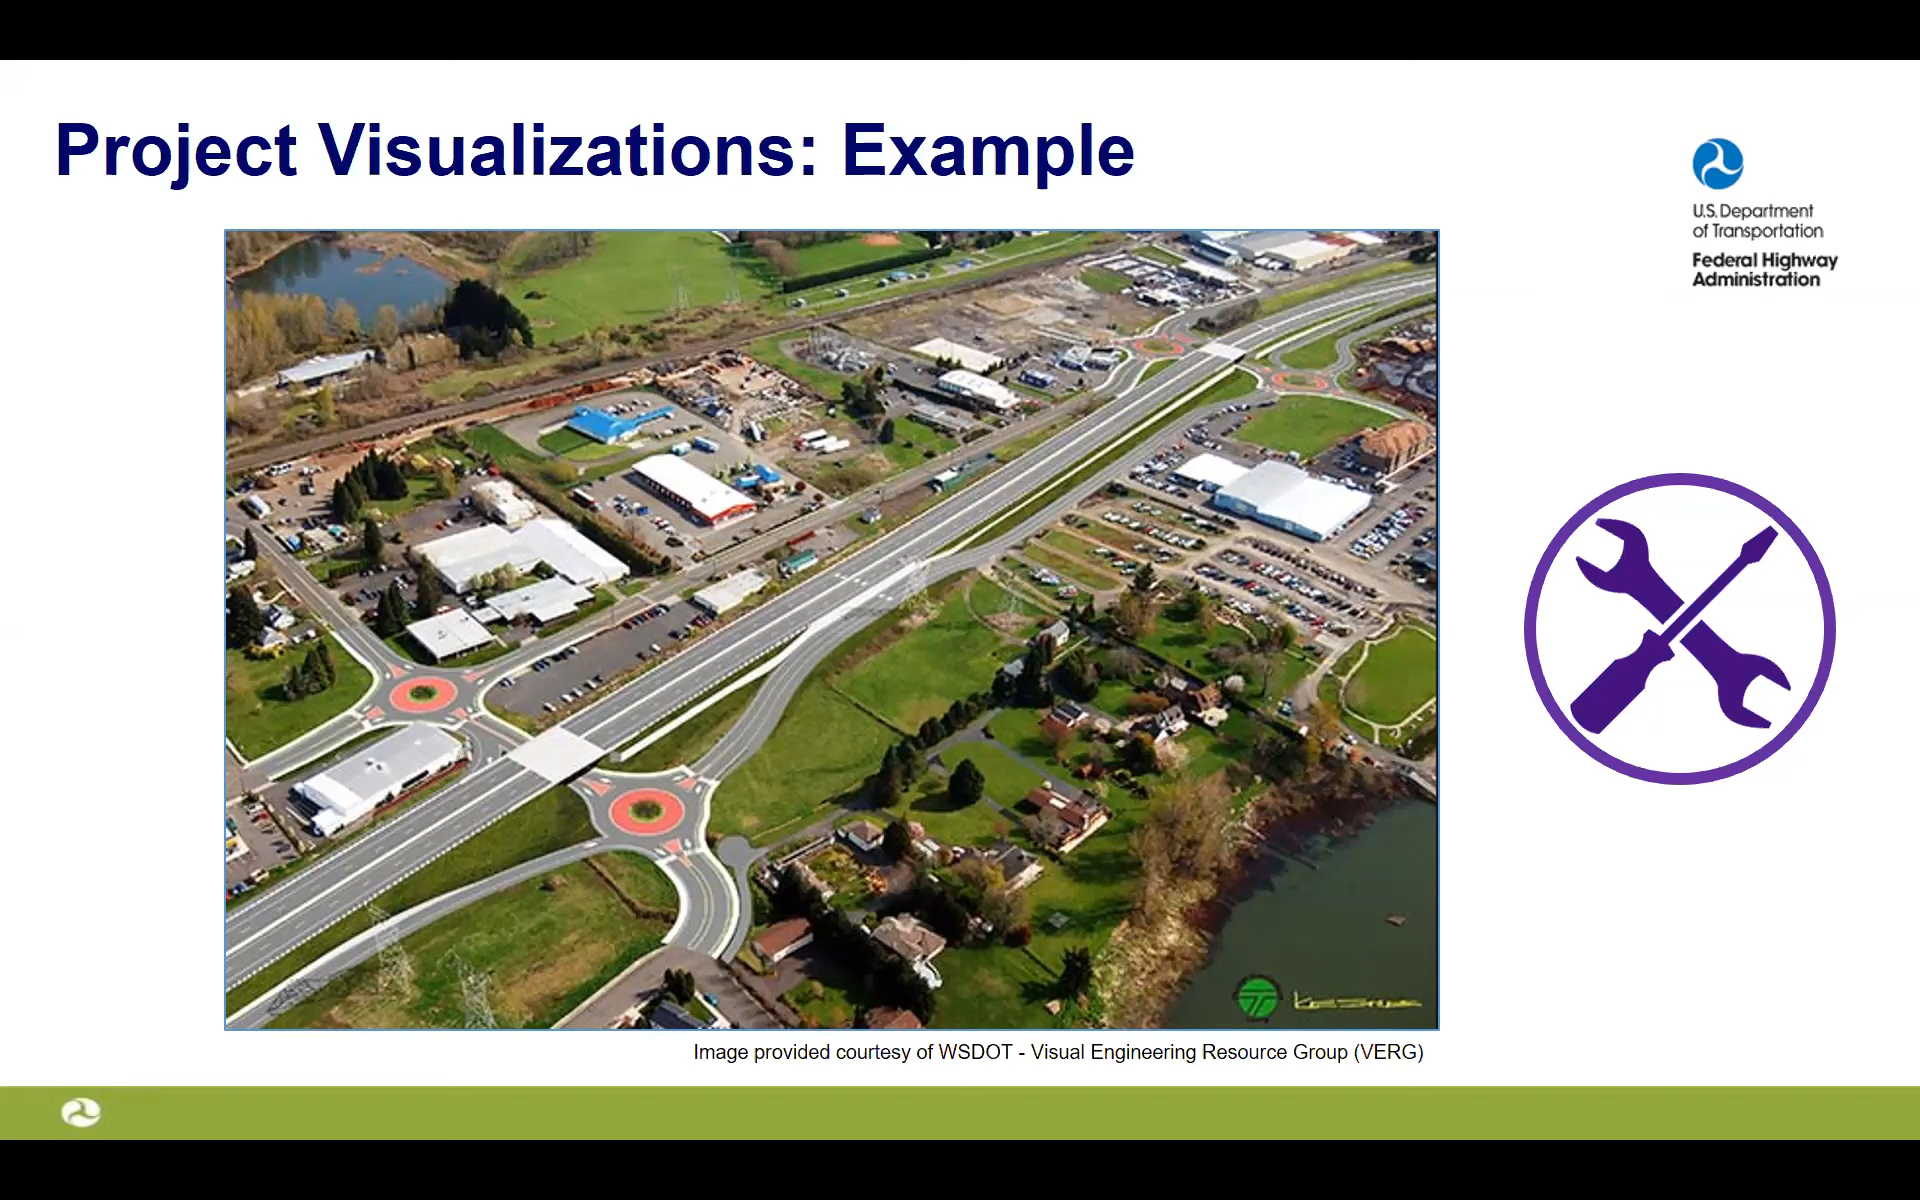 Project Visualizations: Example
U.S. Department
of Transportation
Federal Highway
Administration
Image provided courtesy of WSDOT - Visual Engineering Resource Group (VERG)